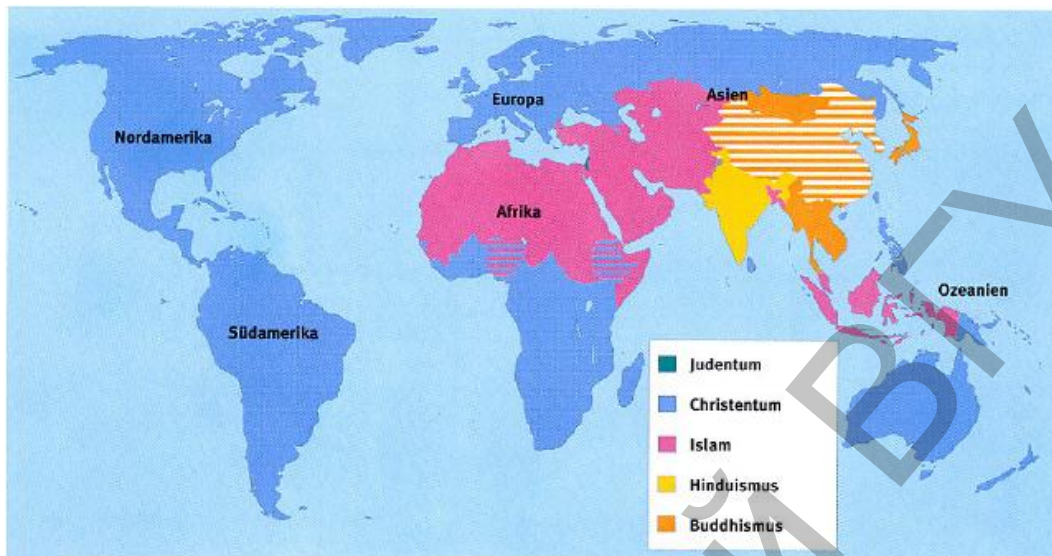 Nordamerika
Europa
Asien
Afrika
Südamerika
Ozeanien
Judentum
Christentum
Islam
Hinduismus
Buddhismus